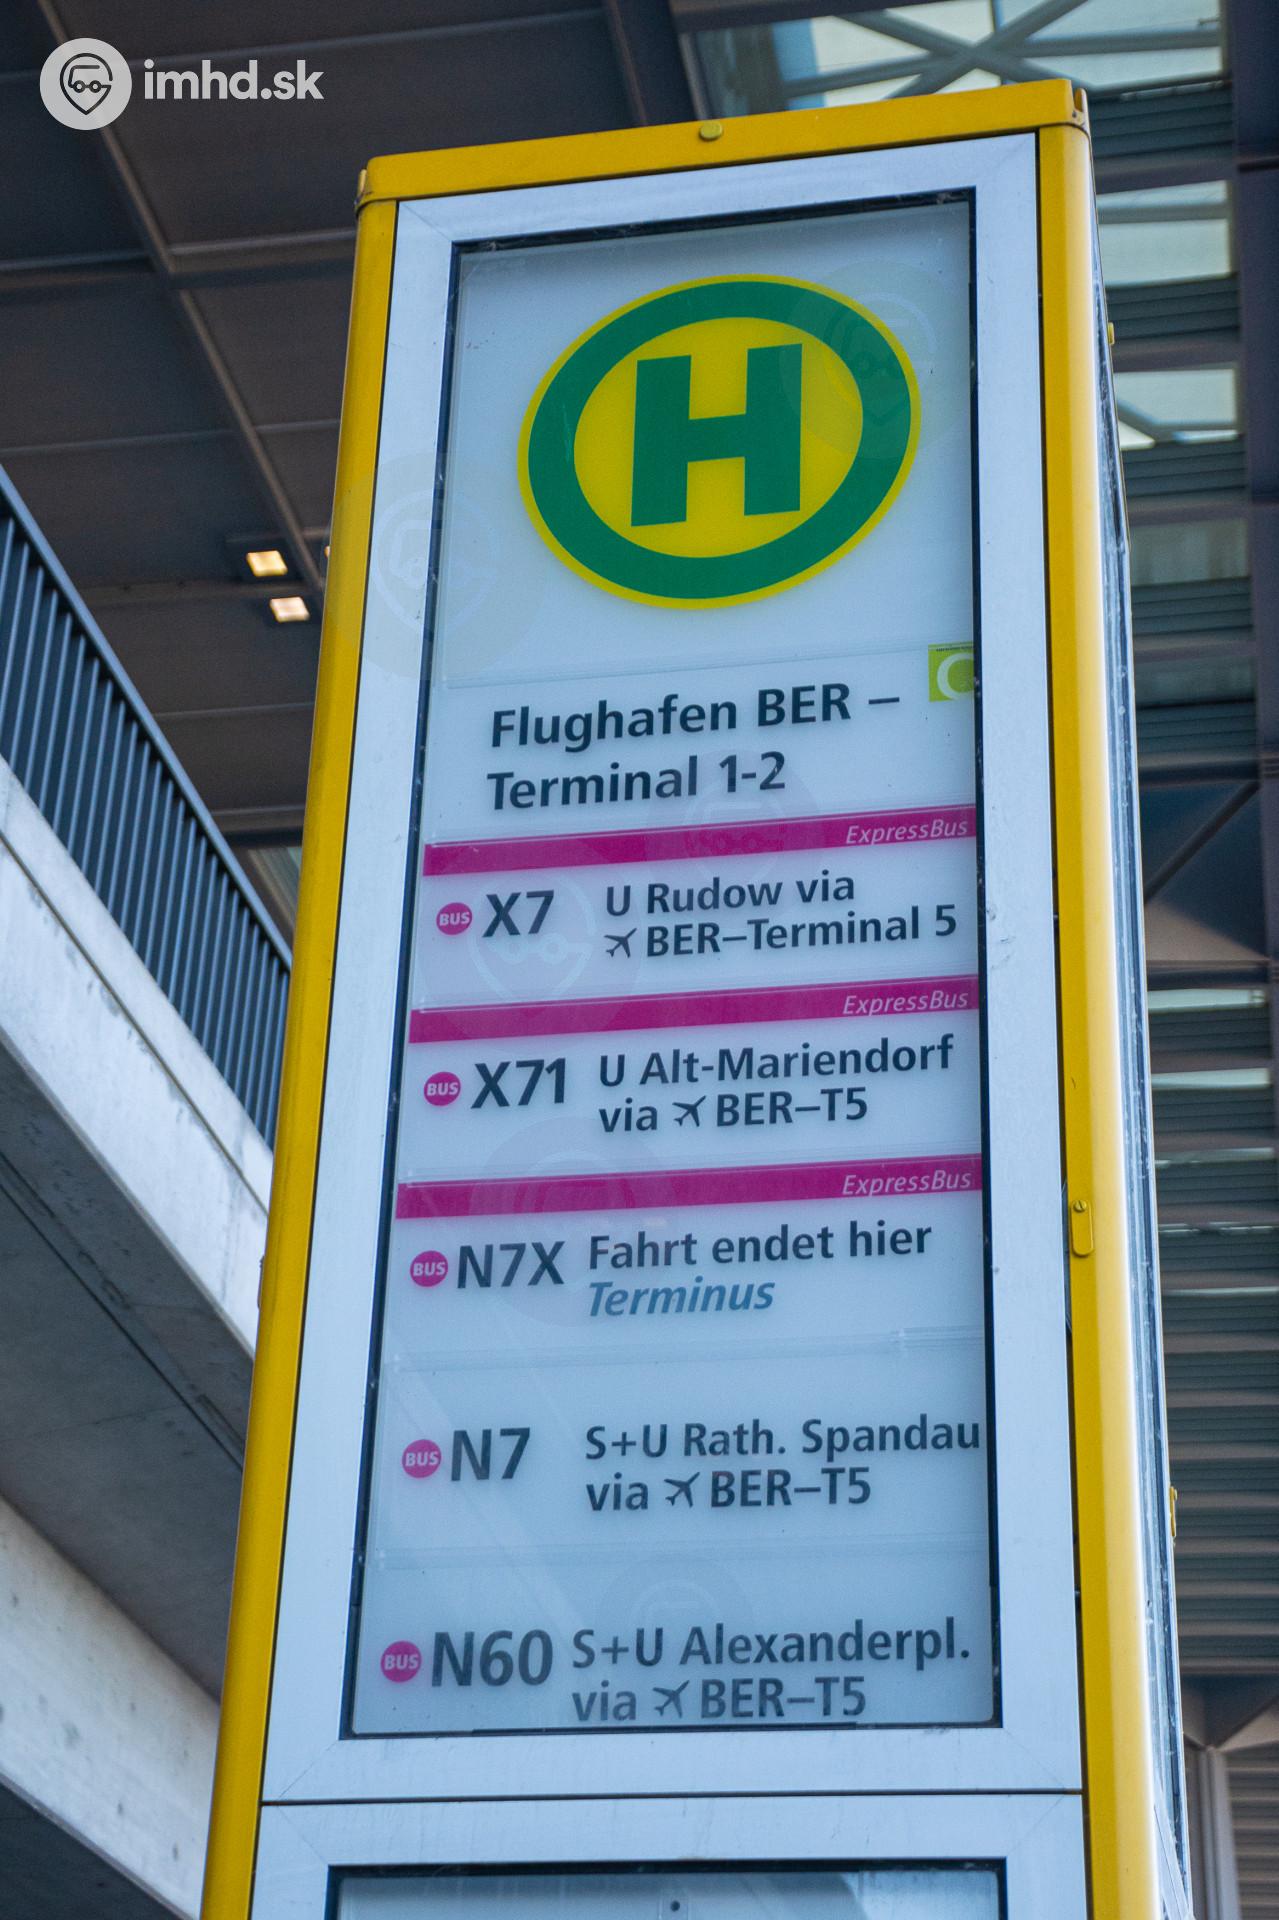 imhd.sk
H
Flughafen BER –
Terminal 1-2
ExpressBus
BUS X7 U Rudow via
BER–Terminal 5
ExpressBus
BUS X71 U Alt-Mariendorf
via BER–T5
ExpressBus
BUS N7X Fahrt endet hier
Terminus
BUS N7 S+U Rath. Spandau
via BER–T5
BUS N60 S+U Alexanderpl.
via BER–T5